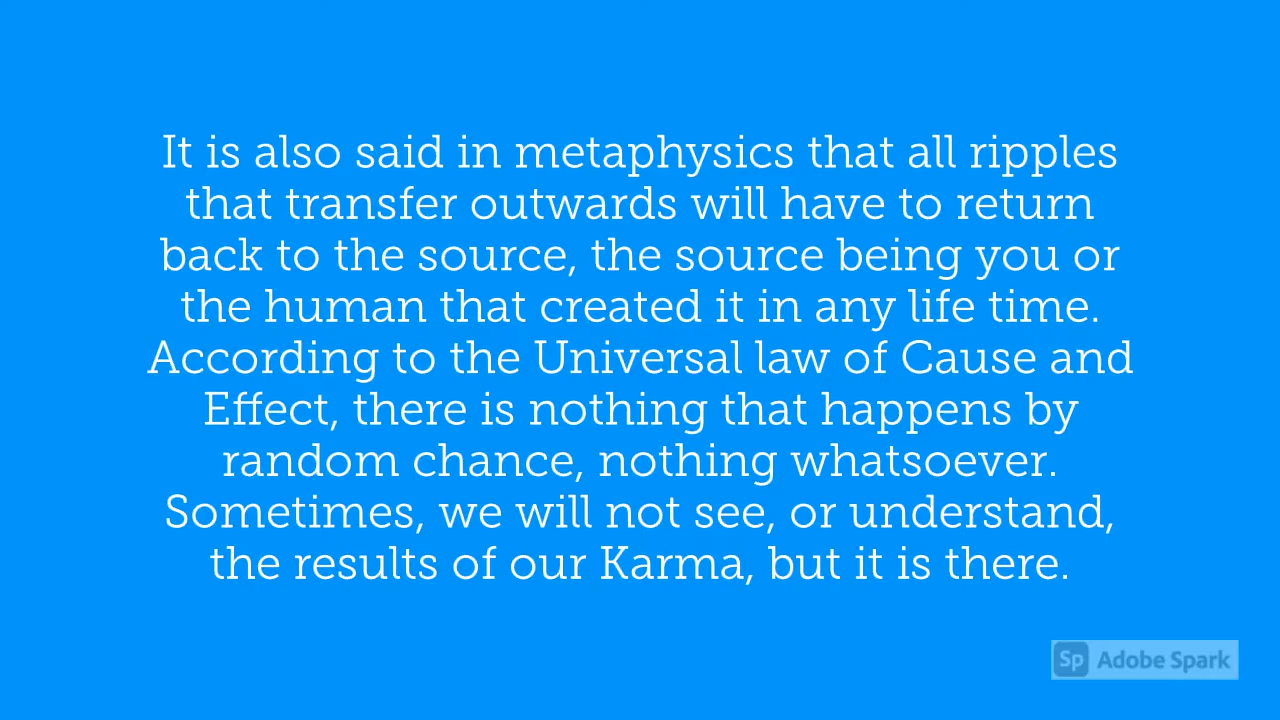 It is also said in metaphysics that all ripples
that transfer outwards will have to return
back to the source, the source being you or
the human that created it in any life time.
According to the Universal law of Cause and
Effect, there is nothing that happens by
random chance, nothing whatsoever.
Sometimes, we will not see, or understand,
the results of our Karma, but it is there.
Sp Adobe Spark